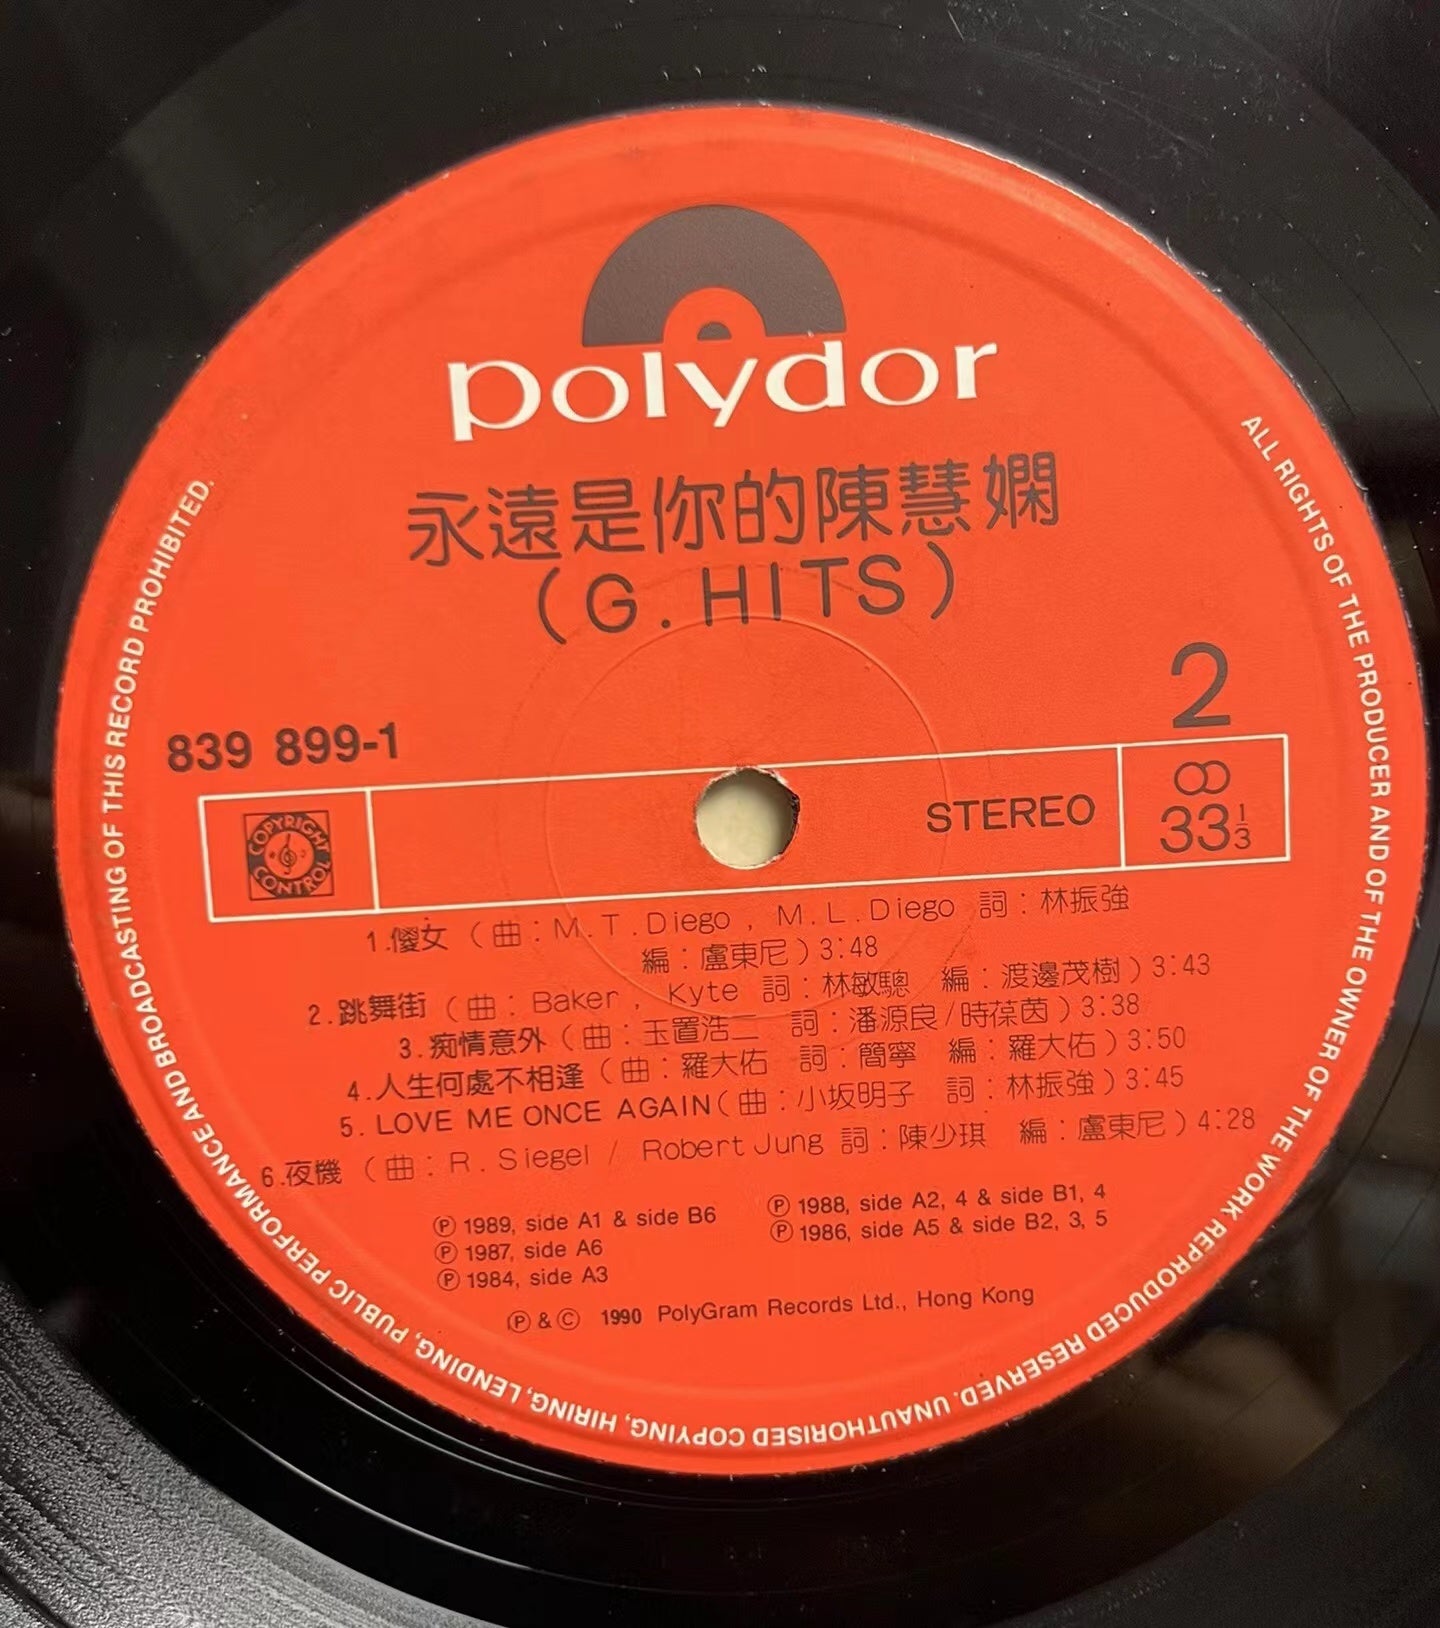 polydor
永遠是你的陳慧嫻
(G. HITS)
2
839 899-1
COPYRIGHT CONTROL
STEREO
33 1/3
1.傻女 (曲:M.T.Diego, M.L.Diego 詞:林振強
編:盧東尼)3:48
2.跳舞街 (曲:Baker, Kyte 詞:林敏驄 編:渡邊茂樹)3:43
3.痴情意外 (曲:玉置浩二 詞:潘源良/時葆茵)3:38
4.人生何處不相逢 (曲:羅大佑 詞:簡寧 編:羅大佑)3:50
5. LOVE ME ONCE AGAIN(曲:小坂明子 詞:林振強)3:45
6.夜機 (曲:R.Siegel / Robert Jung 詞:陳少琪 編:盧東尼)4:28
Ⓟ 1989, side A1 & side B6
Ⓟ 1987, side A6
Ⓟ 1984, side A3
Ⓟ 1988, side A2, 4 & side B1, 4
Ⓟ 1986, side A5 & side B2, 3, 5
Ⓟ & © 1990 PolyGram Records Ltd., Hong Kong
ALL RIGHTS OF THE PRODUCER AND OF THE OWNER OF THE WORK REPRODUCED RESERVED. UNAUTHORISED COPYING, HIRING, LENDING, PUBLIC PERFORMANCE AND BROADCASTING OF THIS RECORD PROHIBITED.